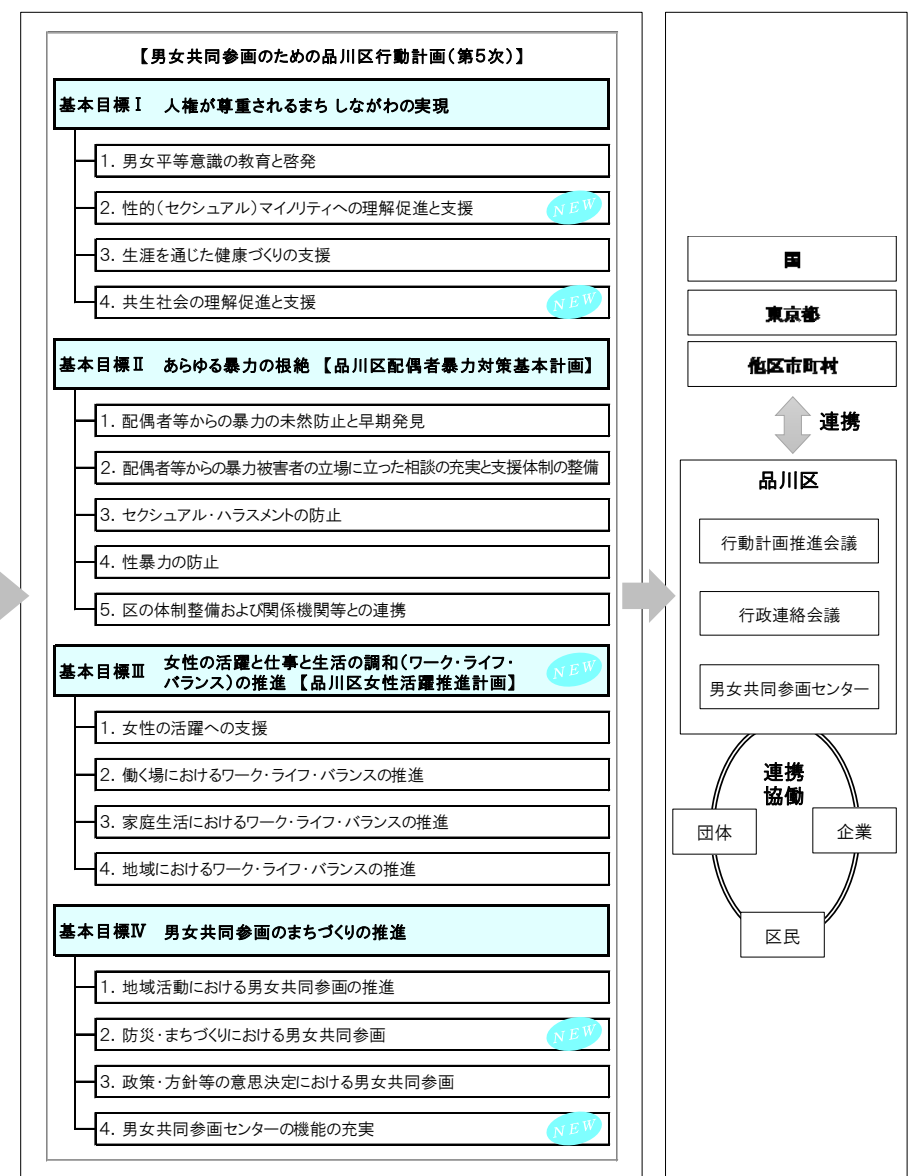 【男女共同参画のための品川区行動計画(第5次)】
基本目標Ⅰ 人権が尊重されるまち しながわの実現
1. 男女平等意識の教育と啓発
2. 性的(セクシュアル)マイノリティへの理解促進と支援 NEW
3. 生涯を通じた健康づくりの支援
4. 共生社会の理解促進と支援 NEW
基本目標Ⅱ あらゆる暴力の根絶 【品川区配偶者暴力対策基本計画】
1. 配偶者等からの暴力の未然防止と早期発見
2. 配偶者等からの暴力被害者の立場に立った相談の充実と支援体制の整備
3. セクシュアル・ハラスメントの防止
4. 性暴力の防止
5. 区の体制整備および関係機関等との連携
基本目標Ⅲ 女性の活躍と仕事と生活の調和(ワーク・ライフ・
バランス)の推進 【品川区女性活躍推進計画】 NEW
1. 女性の活躍への支援
2. 働く場におけるワーク・ライフ・バランスの推進
3. 家庭生活におけるワーク・ライフ・バランスの推進
4. 地域におけるワーク・ライフ・バランスの推進
基本目標Ⅳ 男女共同参画のまちづくりの推進
1. 地域活動における男女共同参画の推進
2. 防災・まちづくりにおける男女共同参画 NEW
3. 政策・方針等の意思決定における男女共同参画
4. 男女共同参画センターの機能の充実 NEW
国
東京都
他区市町村
連携
品川区
行動計画推進会議
行政連絡会議
男女共同参画センター
連携
協働
団体
企業
区民